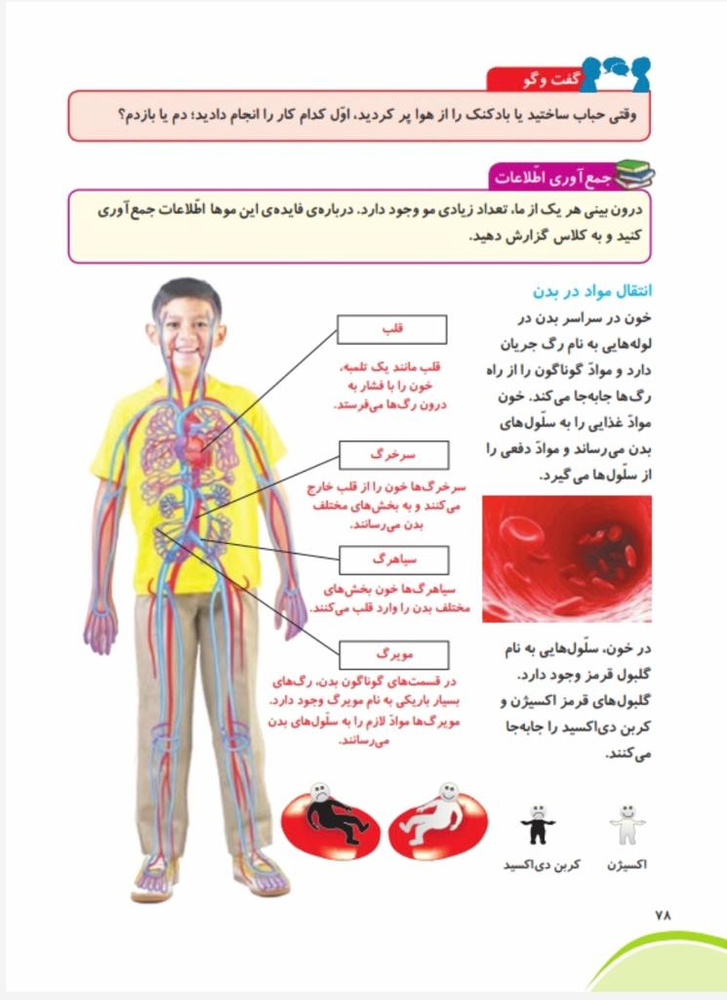 گفت و گو
وقتی حباب ساختید یا بادکنک را از هوا پر کردید، اوّل کدام کار را انجام دادید؛ دم یا بازدم؟
جمع‌آوری اطّلاعات
درون بینی هر یک از ما، تعداد زیادی مو وجود دارد. درباره‌ی فایده‌ی این موها اطّلاعات جمع‌آوری
کنید و به کلاس گزارش دهید.
انتقال مواد در بدن
خون در سراسر بدن در
لوله‌هایی به نام رگ جریان
دارد و موادّ گوناگون را از راه
رگ‌ها جابه‌جا می‌کند. خون
موادّ غذایی را به سلّول‌های
بدن می‌رساند و موادّ دفعی را
از سلّول‌ها می‌گیرد.
قلب
قلب مانند یک تلمبه،
خون را با فشار به
درون رگ‌ها می‌فرستد.
سرخرگ
سرخرگ‌ها خون را از قلب خارج
می‌کنند و به بخش‌های مختلف
بدن می‌رسانند.
سیاهرگ
سیاهرگ‌ها خون بخش‌های
مختلف بدن را وارد قلب می‌کنند.
مویرگ
در قسمت‌های گوناگون بدن، رگ‌های
بسیار باریکی به نام مویرگ وجود دارد.
مویرگ‌ها موادّ لازم را به سلّول‌های بدن
می‌رسانند.
در خون، سلّول‌هایی به نام
گلبول قرمز وجود دارد.
گلبول‌های قرمز اکسیژن و
کربن دی‌اکسید را جابه‌جا
می‌کنند.
اکسیژن
کربن دی‌اکسید
۷۸